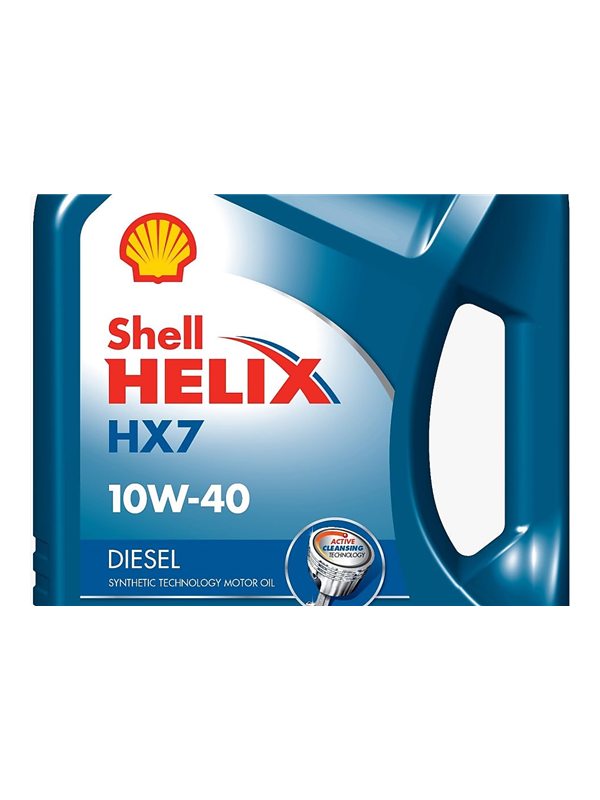 Shell
HELIX
HX7
10W-40
DIESEL
SYNTHETIC TECHNOLOGY MOTOR OIL
ACTIVE
CLEANSING
TECHNOLOGY